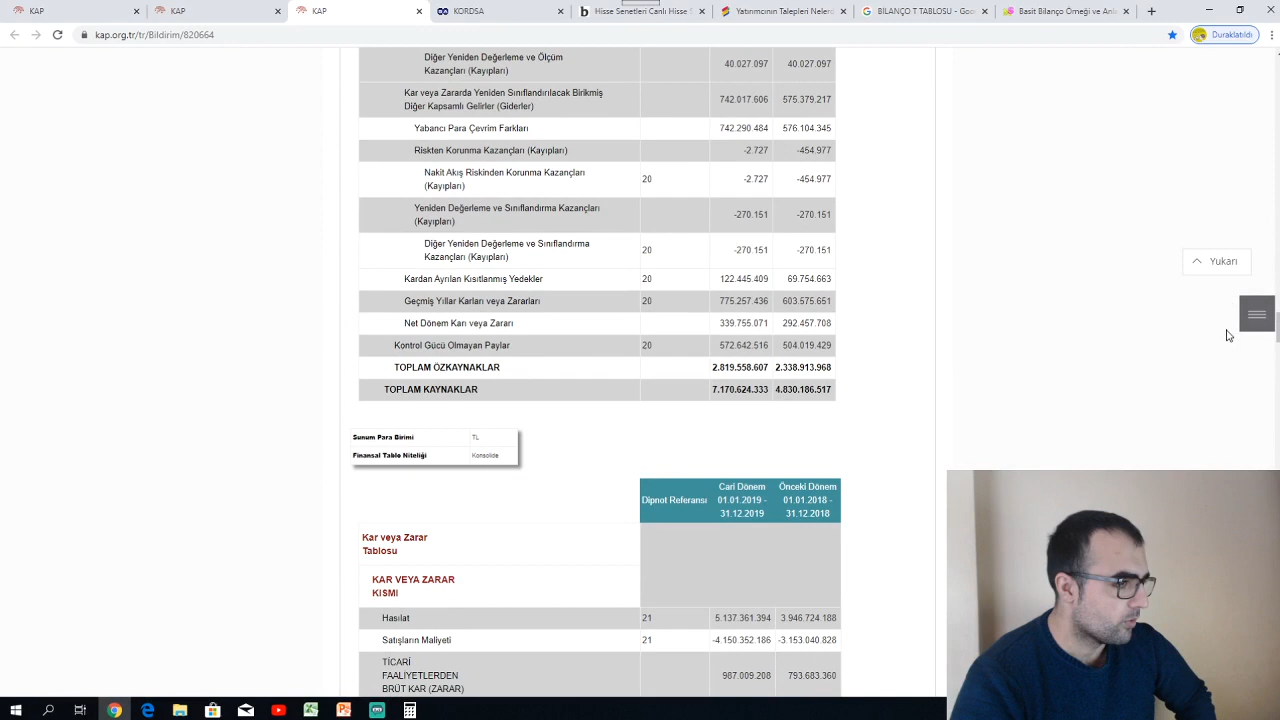 KAP
KAP
KAP
KORDSA
Hisse Senetleri Canlı Hisse S
Yatırımcının Talepleri Nelerd
BİLANÇO T TABLOSU - Goo
Basit Bilanço Örneği ve Anla
kap.org.tr/tr/Bildirim/820664
Duraklatıldı
Diğer Yeniden Değerleme ve Ölçüm
Kazançları (Kayıpları)
40.027.097
40.027.097
Kar veya Zararda Yeniden Sınıflandırılacak Birikmiş
Diğer Kapsamlı Gelirler (Giderler)
742.017.606
575.379.217
Yabancı Para Çevrim Farkları
742.290.484
576.104.345
Riskten Korunma Kazançları (Kayıpları)
-2.727
-454.977
Nakit Akış Riskinden Korunma Kazançları
(Kayıpları)
20
-2.727
-454.977
Yeniden Değerleme ve Sınıflandırma Kazançları
(Kayıpları)
-270.151
-270.151
Diğer Yeniden Değerleme ve Sınıflandırma
Kazançları (Kayıpları)
20
-270.151
-270.151
Kardan Ayrılan Kısıtlanmış Yedekler
20
122.445.409
69.754.663
Geçmiş Yıllar Karları veya Zararları
20
775.257.436
603.575.651
Net Dönem Karı veya Zararı
339.755.071
292.457.708
Kontrol Gücü Olmayan Paylar
20
572.642.516
504.019.429
TOPLAM ÖZKAYNAKLAR
2.819.558.607
2.338.913.968
TOPLAM KAYNAKLAR
7.170.624.333
4.830.186.517
Yukarı
Sunum Para Birimi
TL
Finansal Tablo Niteliği
Konsolide
Dipnot Referansı
Cari Dönem
01.01.2019 -
31.12.2019
Önceki Dönem
01.01.2018 -
31.12.2018
Kar veya Zarar
Tablosu
KAR VEYA ZARAR
KISMI
Hasılat
21
5.137.361.394
3.946.724.188
Satışların Maliyeti
21
-4.150.352.186
-3.153.040.828
TİCARİ
FAALİYETLERDEN
BRÜT KAR (ZARAR)
987.009.208
793.683.360